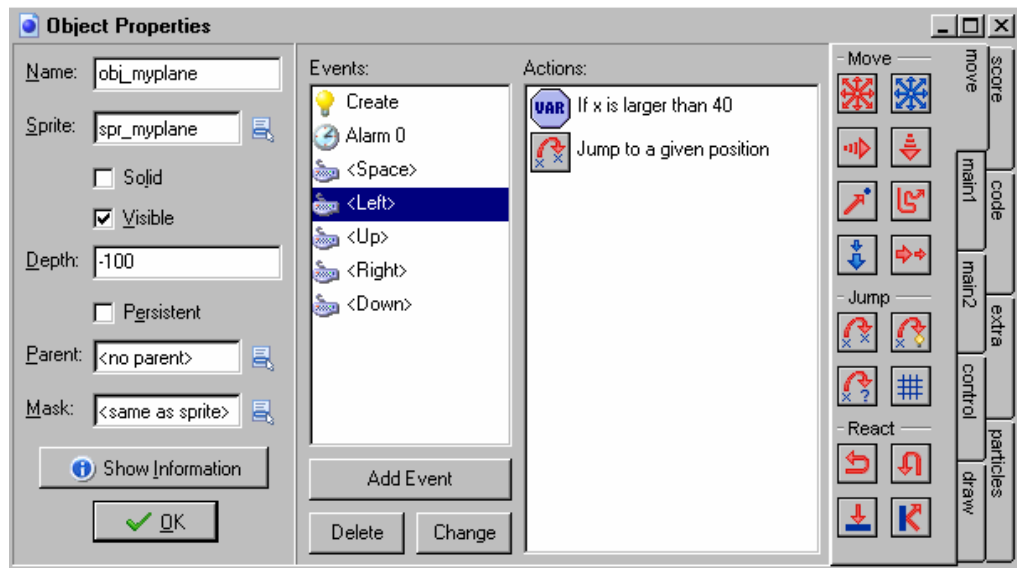 Object Properties
Name: obj_myplane
Sprite: spr_myplane
Solid
Visible
Depth: -100
Persistent
Parent: <no parent>
Mask: <same as sprite>
Show Information
OK
Events:
Create
Alarm 0
<Space>
<Left>
<Up>
<Right>
<Down>
Add Event
Delete
Change
Actions:
VAR If x is larger than 40
Jump to a given position
Move
Jump
React
move
main1
main2
control
draw
score
code
extra
particles